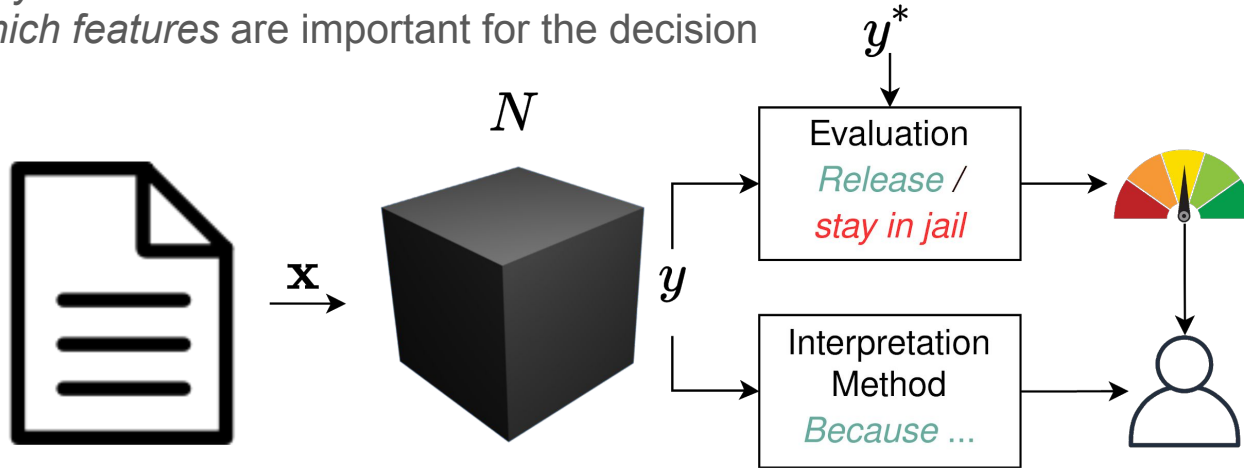 hich features are important for the decision
y*
N
Evaluation
Release /
stay in jail
x
y
Interpretation
Method
Because ...